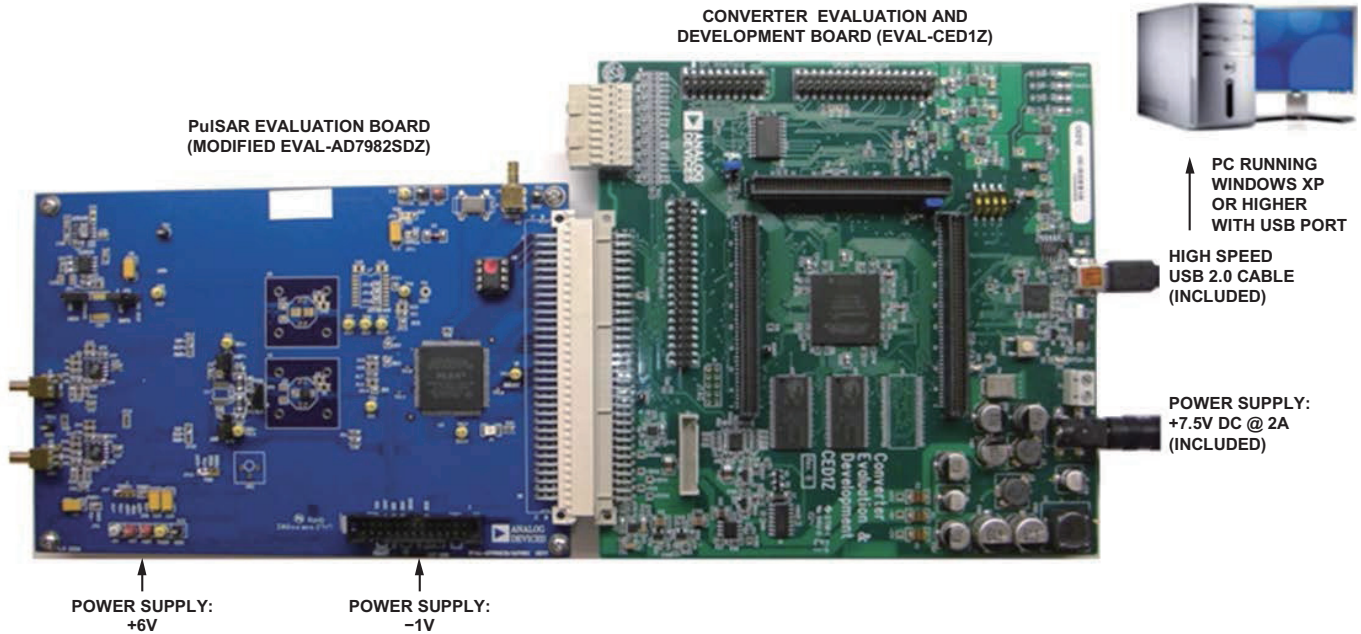 CONVERTER EVALUATION AND
DEVELOPMENT BOARD (EVAL-CED1Z)
PulSAR EVALUATION BOARD
(MODIFIED EVAL-AD7982SDZ)
PC RUNNING
WINDOWS XP
OR HIGHER
WITH USB PORT
HIGH SPEED
USB 2.0 CABLE
(INCLUDED)
POWER SUPPLY:
+7.5V DC @ 2A
(INCLUDED)
ANALOG
DEVICES
Converter
Evaluation &
Development
CED1Z
ANALOG
DEVICES
POWER SUPPLY:
+6V
POWER SUPPLY:
−1V